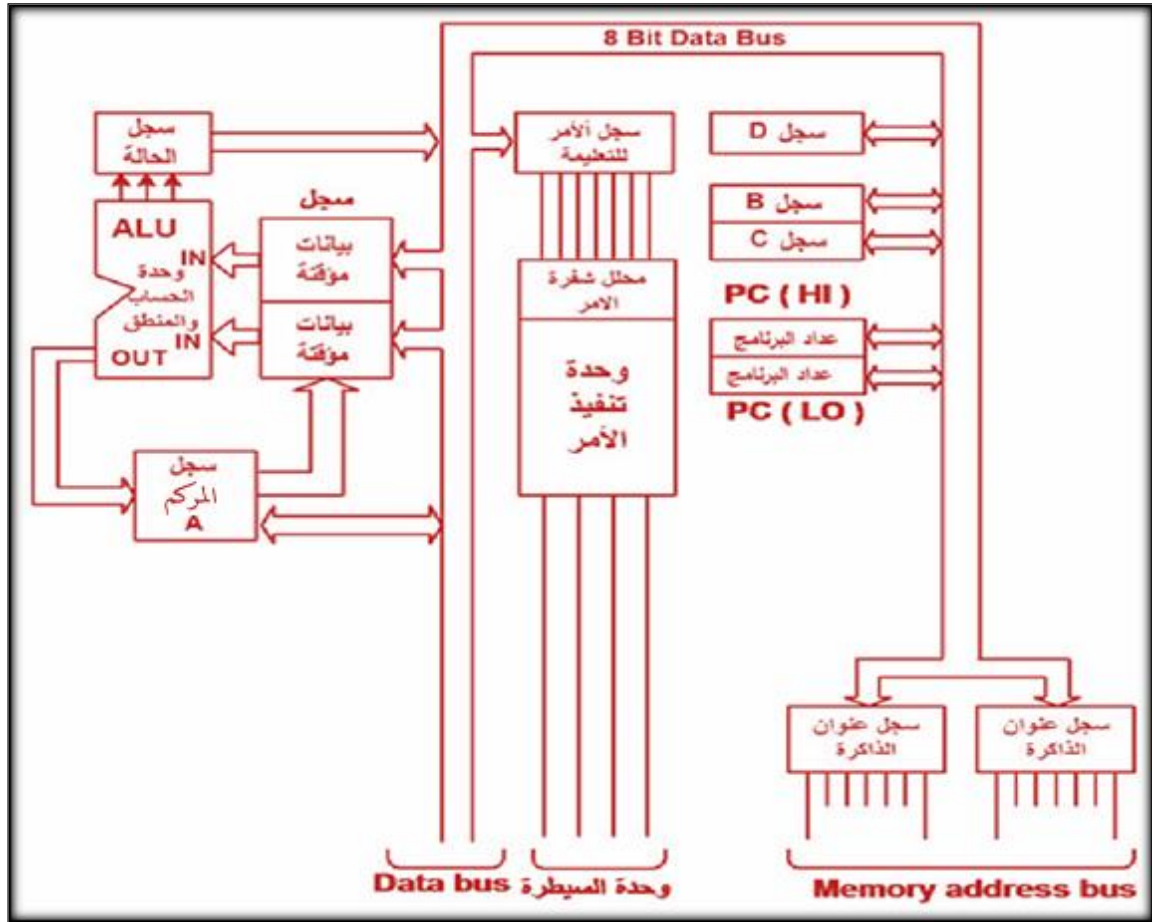 8 Bit Data Bus
سجل
الحالة
سجل ألأمر
للتعليمة
سجل D
سجل
ALU
IN
وحدة
الحساب
والمنطق
IN
OUT
بيانات
مؤقتة
بيانات
مؤقتة
سجل B
سجل C
محلل شفرة
الامر
وحدة
تنفيذ
الأمر
PC ( HI )
عداد البرنامج
عداد البرنامج
PC ( LO )
سجل
المركم
A
سجل عنوان
الذاكرة
سجل عنوان
الذاكرة
Data bus
وحدة السيطرة
Memory address bus